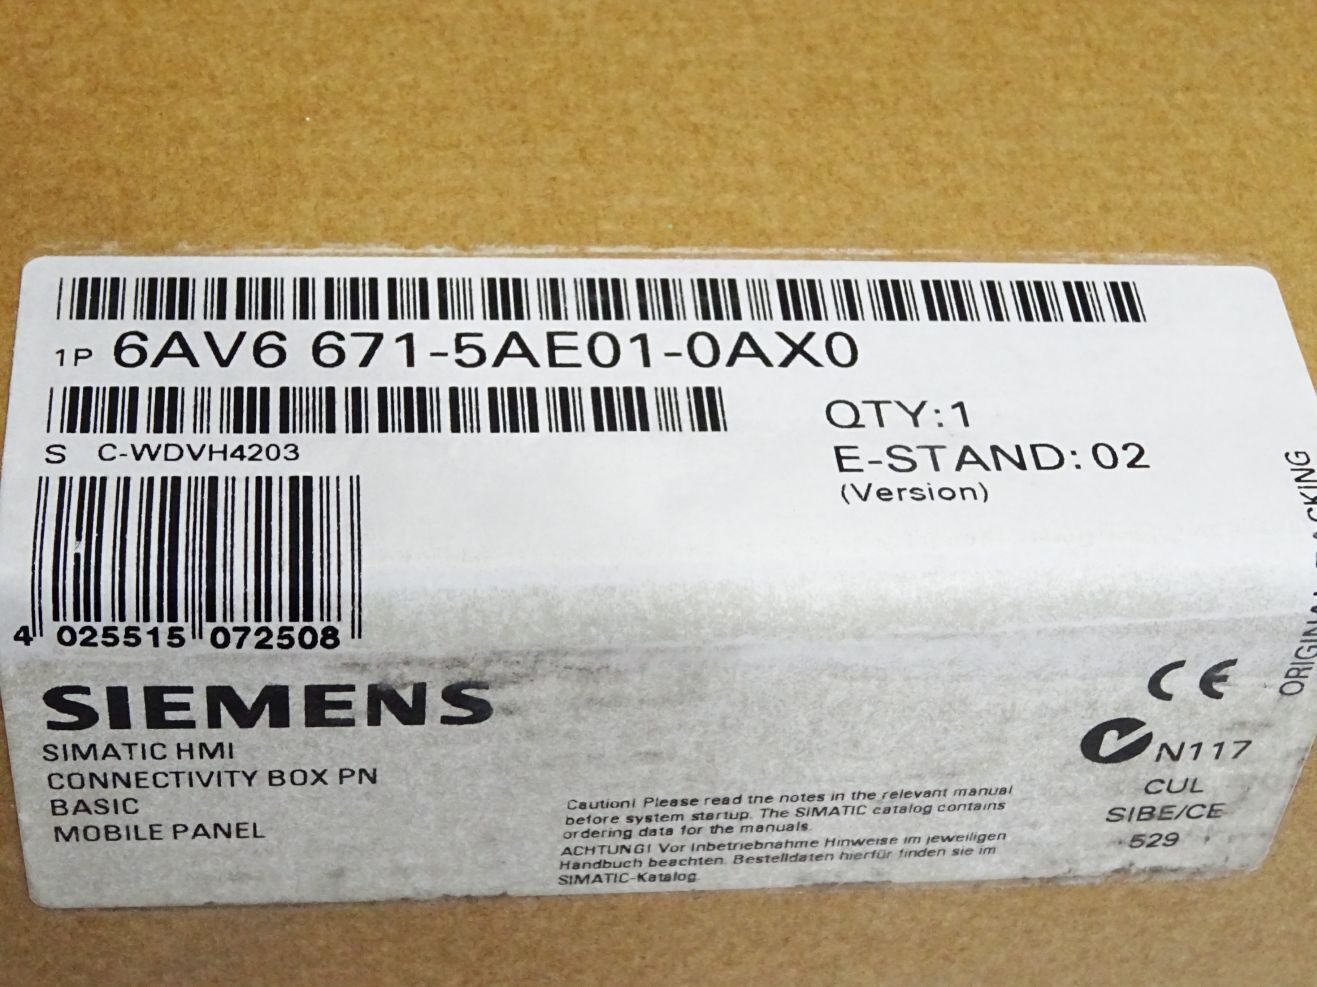 1P 6AV6 671-5AE01-0AX0
S C-WDVH4203
QTY:1
E-STAND:02
(Version)
4 025515 072508
SIEMENS
SIMATIC HMI
CONNECTIVITY BOX PN
BASIC
MOBILE PANEL
Caution! Please read the notes in the relevant manual
before system startup. The SIMATIC catalog contains
ordering data for the manuals.
ACHTUNG! Vor Inbetriebnahme Hinweise im jeweiligen
Handbuch beachten. Bestelldaten hierfür finden sie im
SIMATIC-Katalog.
CE
N117
CUL
SIBE/CE
529
ORIGINAL PACKING